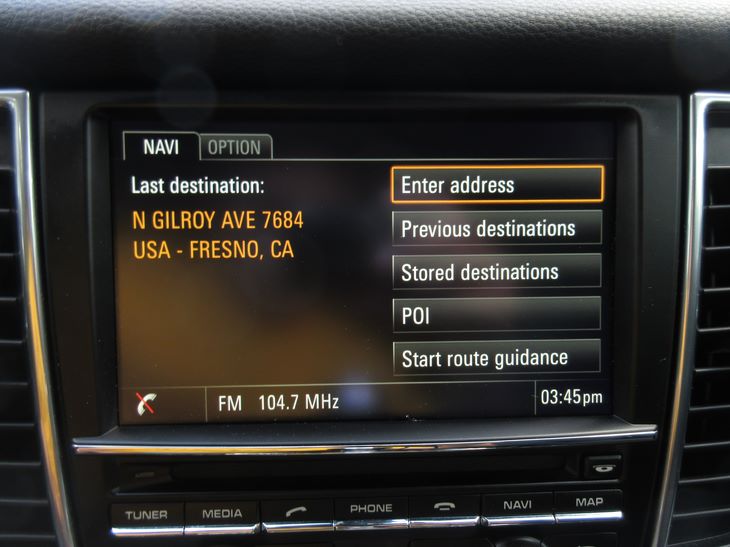 NAVI OPTION
Last destination:
N GILROY AVE 7684
USA - FRESNO, CA
Enter address
Previous destinations
Stored destinations
POI
Start route guidance
FM 104.7 MHz
03:45pm
TUNER MEDIA PHONE NAVI MAP